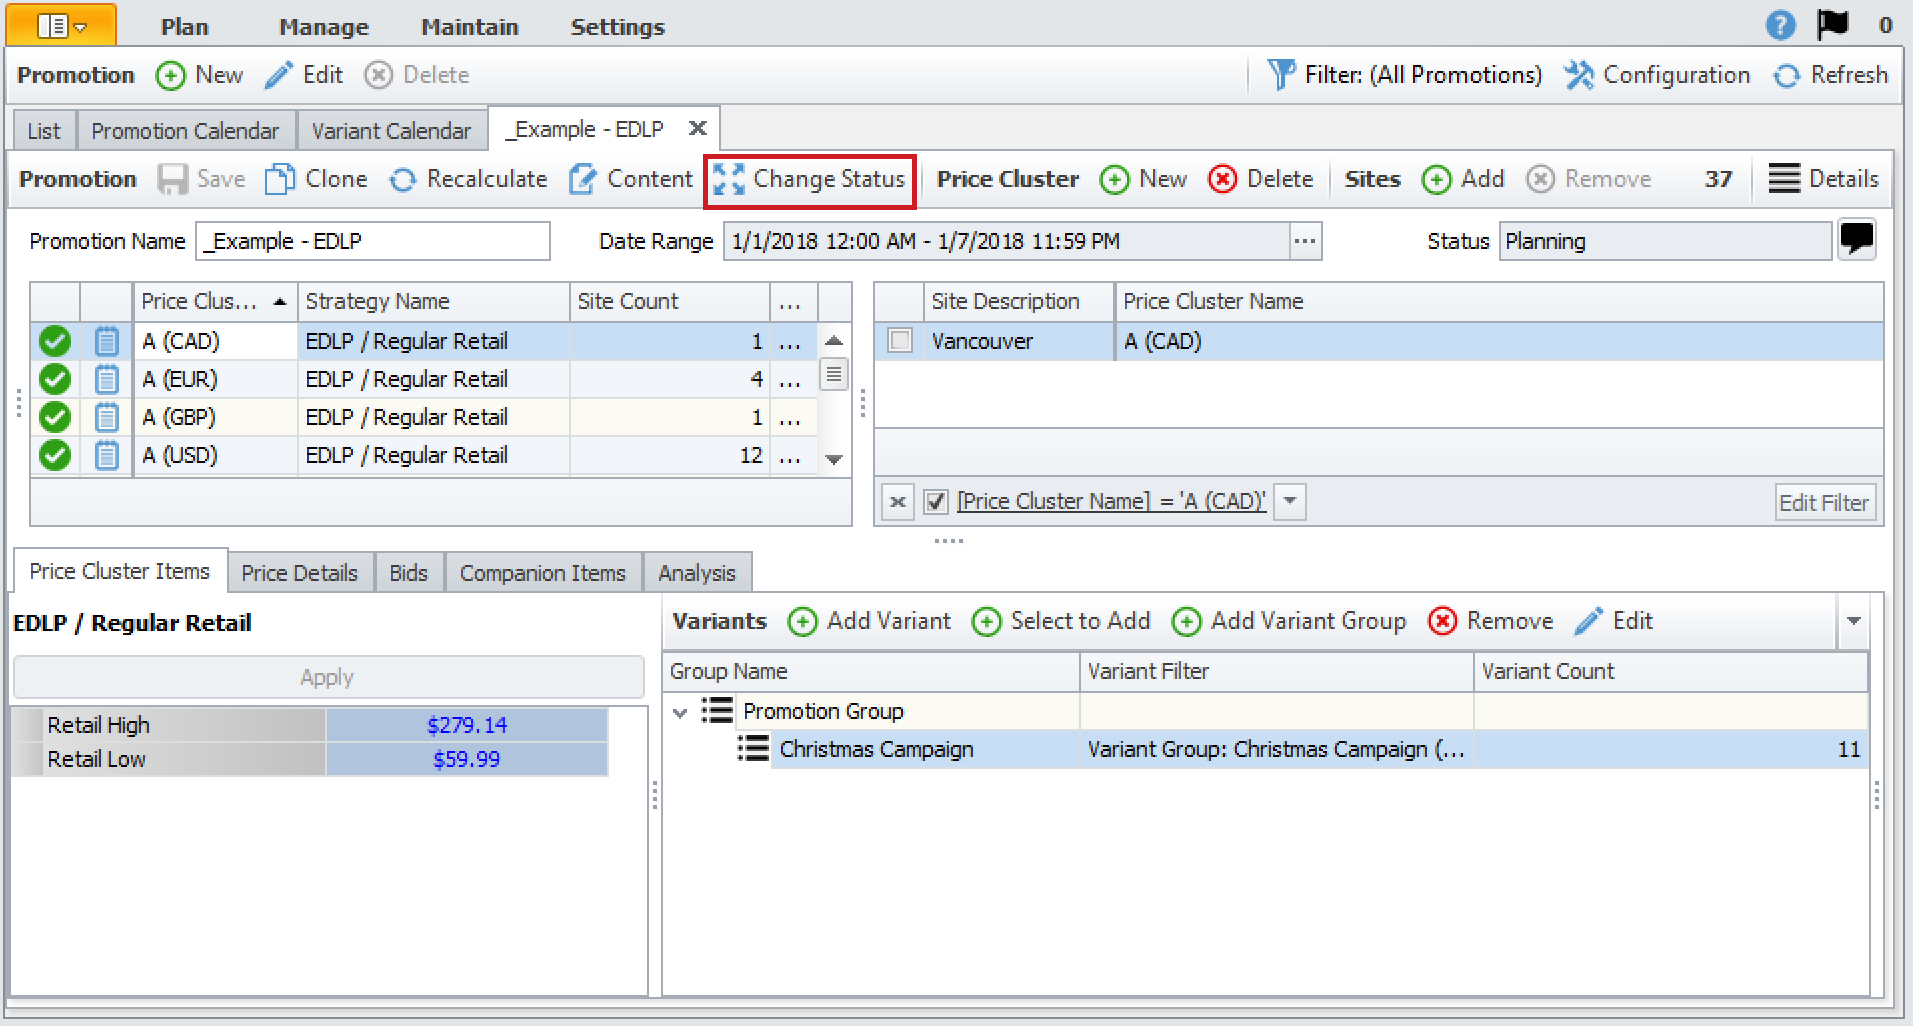 Plan Manage Maintain Settings 0
Promotion New Edit Delete Filter: (All Promotions) Configuration Refresh
List Promotion Calendar Variant Calendar _Example - EDLP
Promotion Save Clone Recalculate Content Change Status Price Cluster New Delete Sites Add Remove 37 Details
Promotion Name _Example - EDLP Date Range 1/1/2018 12:00 AM - 1/7/2018 11:59 PM ... Status Planning
Price Clus... Strategy Name Site Count ... Site Description Price Cluster Name
A (CAD) EDLP / Regular Retail 1 ... Vancouver A (CAD)
A (EUR) EDLP / Regular Retail 4 ...
A (GBP) EDLP / Regular Retail 1 ...
A (USD) EDLP / Regular Retail 12 ...
[Price Cluster Name] = 'A (CAD)' Edit Filter
Price Cluster Items Price Details Bids Companion Items Analysis
EDLP / Regular Retail Variants Add Variant Select to Add Add Variant Group Remove Edit
Apply Group Name Variant Filter Variant Count
Retail High $279.14 Promotion Group
Retail Low $59.99 Christmas Campaign Variant Group: Christmas Campaign (... 11